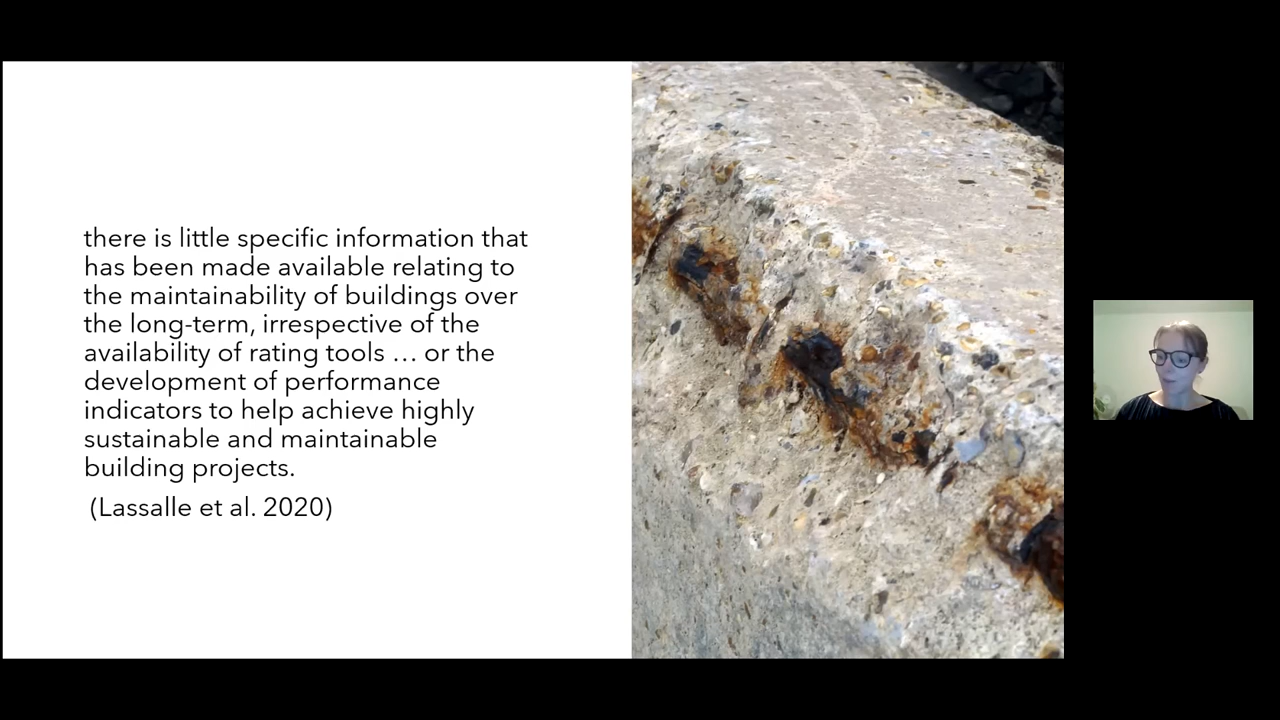 there is little specific information that
has been made available relating to
the maintainability of buildings over
the long-term, irrespective of the
availability of rating tools … or the
development of performance
indicators to help achieve highly
sustainable and maintainable
building projects.
(Lassalle et al. 2020)